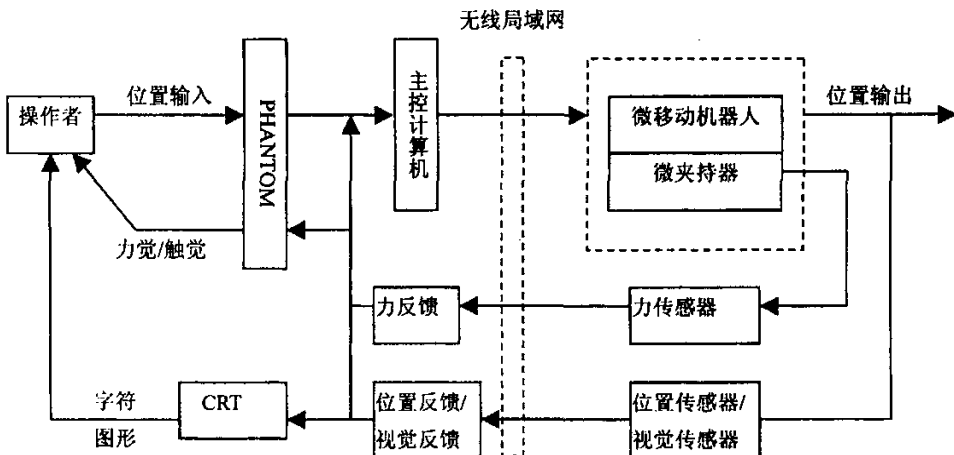 无线局域网
操作者
位置输入
PHANTOM
主控计算机
微移动机器人
微夹持器
位置输出
力觉/触觉
力反馈
力传感器
字符
图形
CRT
位置反馈/
视觉反馈
位置传感器/
视觉传感器